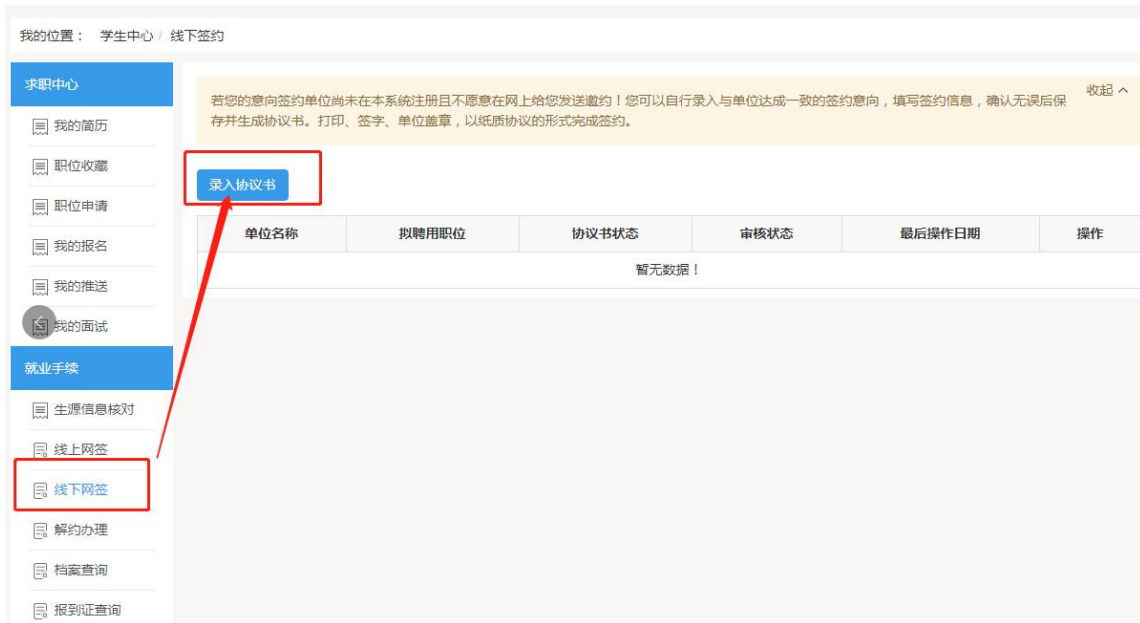 我的位置： 学生中心 / 线下签约
求职中心
我的简历
职位收藏
职位申请
我的报名
我的推送
我的面试
就业手续
生源信息核对
线上网签
线下网签
解约办理
档案查询
报到证查询
若您的意向签约单位尚未在本系统注册且不愿意在网上给您发送邀约！您可以自行录入与单位达成一致的签约意向，填写签约信息，确认无误后保
存并生成协议书。打印、签字、单位盖章，以纸质协议的形式完成签约。
收起
录入协议书
单位名称 拟聘用职位 协议书状态 审核状态 最后操作日期 操作
暂无数据！